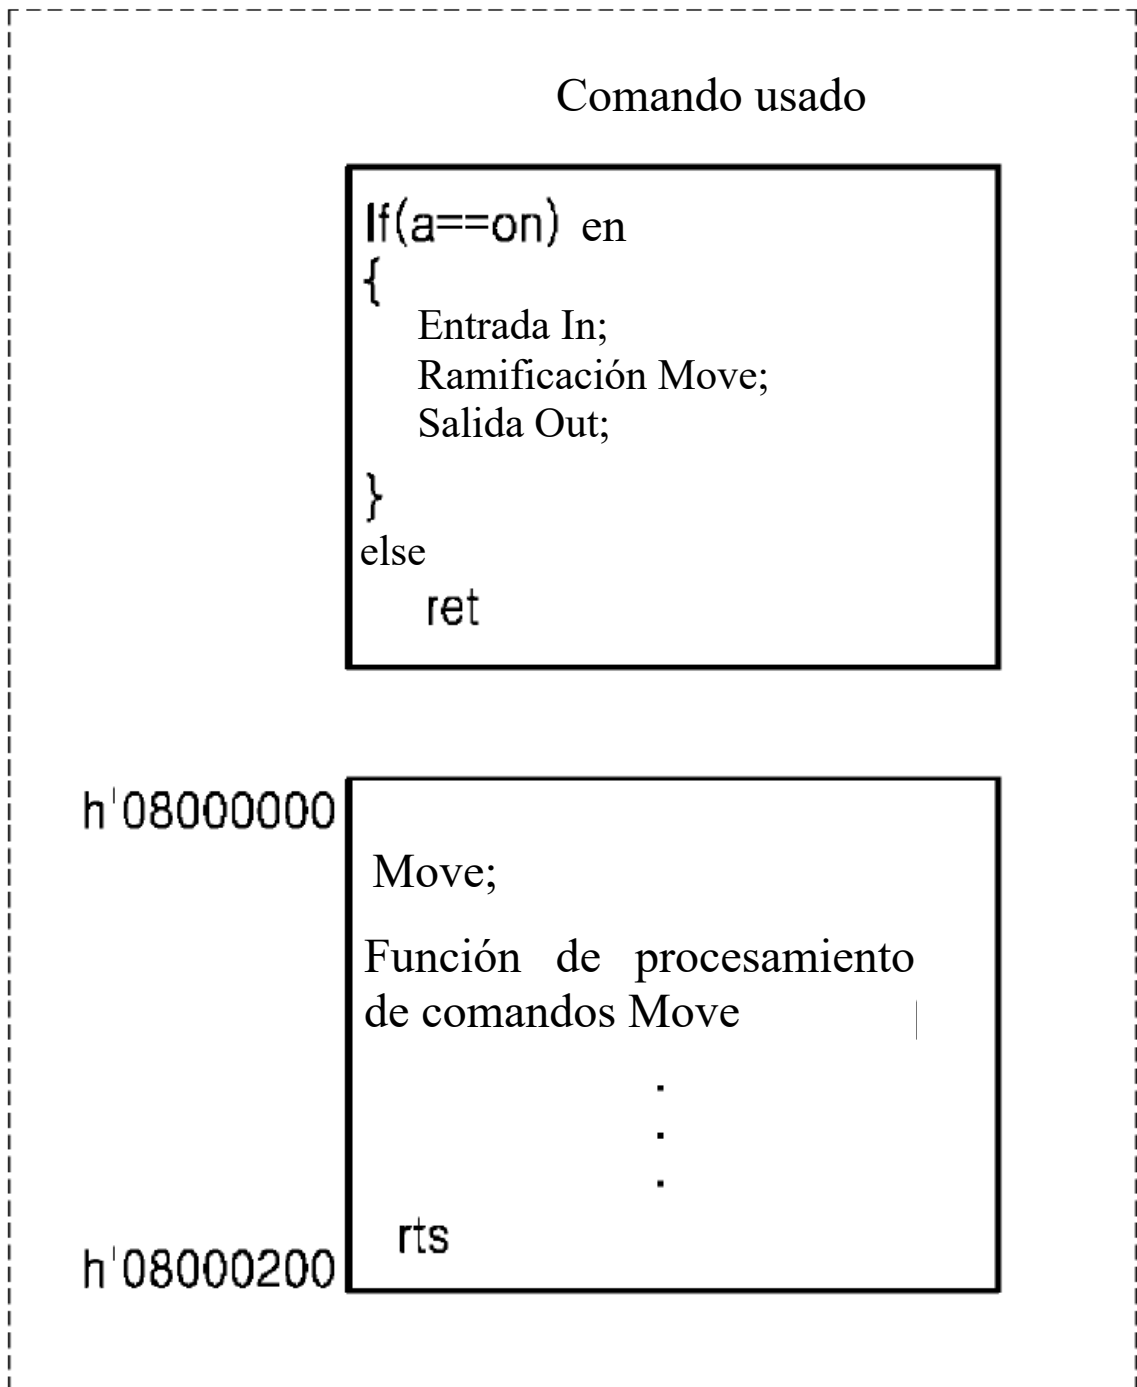 Comando usado
If(a==on) en
{
Entrada In;
Ramificación Move;
Salida Out;
}
else
ret
h'08000000
Move;
Función de procesamiento
de comandos Move
.
.
.
rts
h'08000200